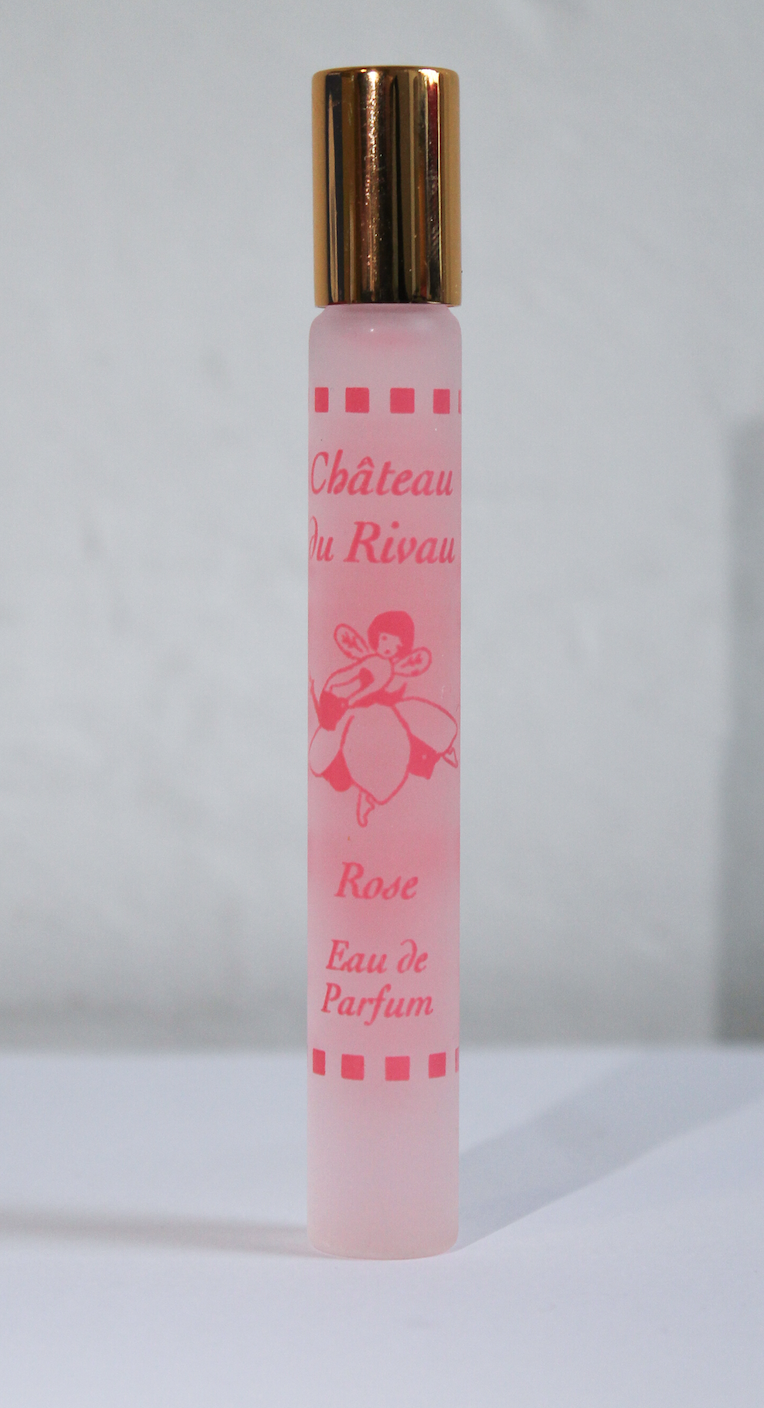 Château
du Rivau
Rose
Eau de
Parfum